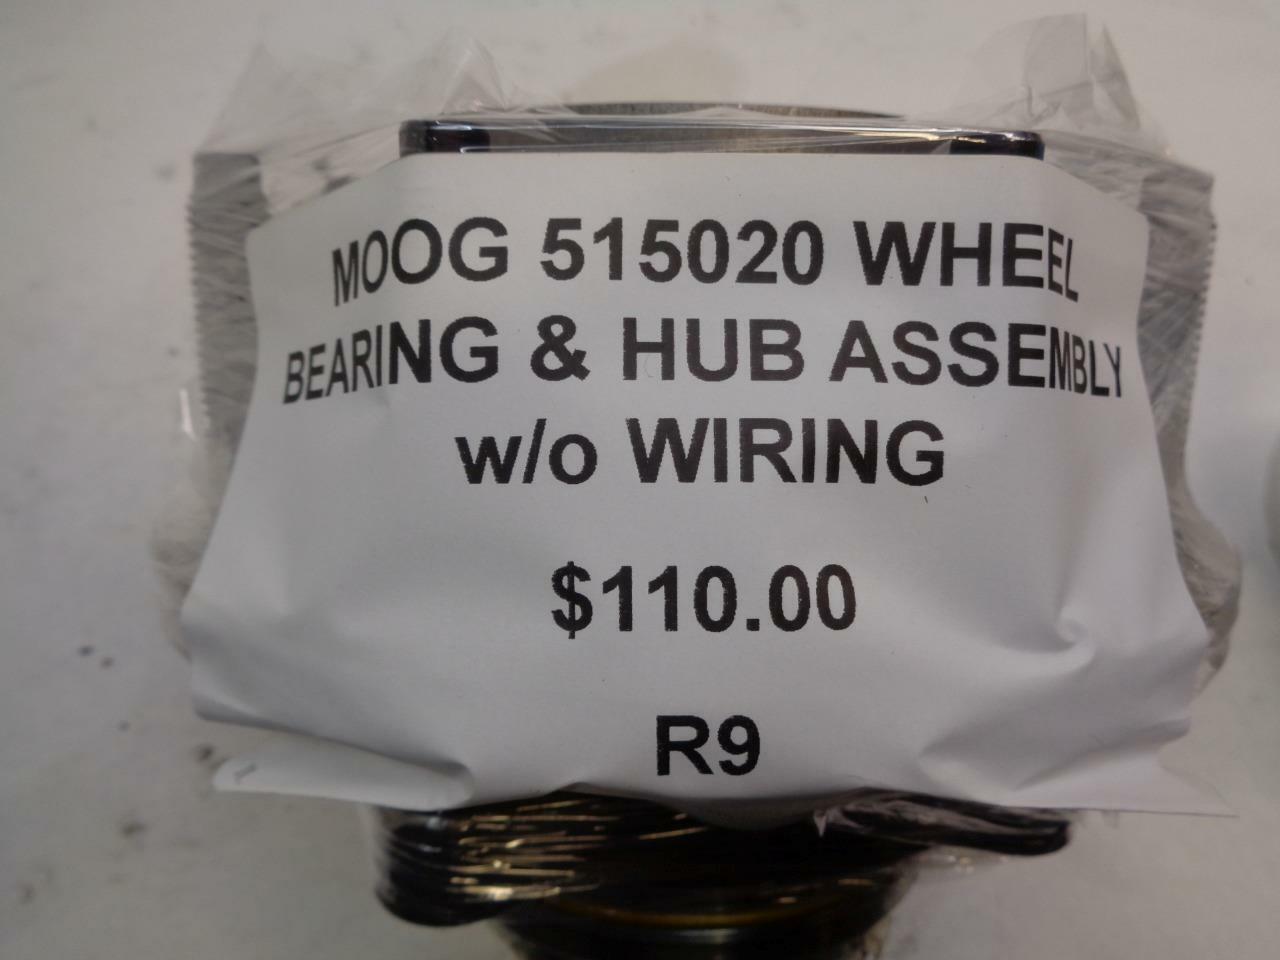 MOOG 515020 WHEEL
BEARING & HUB ASSEMBLY
w/o WIRING
$110.00
R9